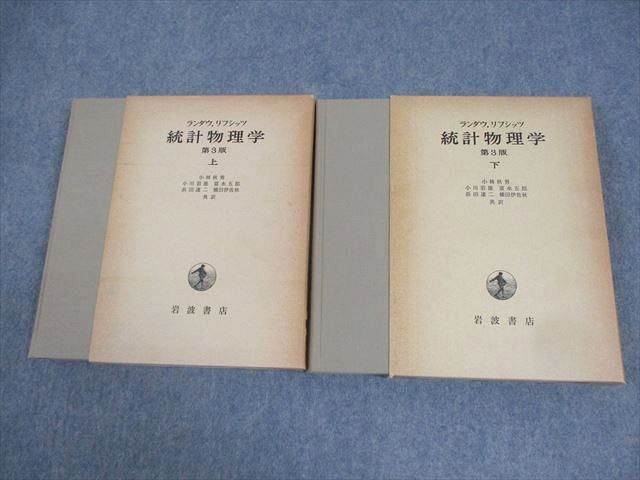 ランダウ,リフシッツ
統計物理学
第3版
上
小林秋男
小川岩雄 富永五郎
浜田達二 横田伊佐秋
共訳
岩波書店
ランダウ,リフシッツ
統計物理学
第3版
下
小林秋男
小川岩雄 富永五郎
浜田達二 横田伊佐秋
共訳
岩波書店